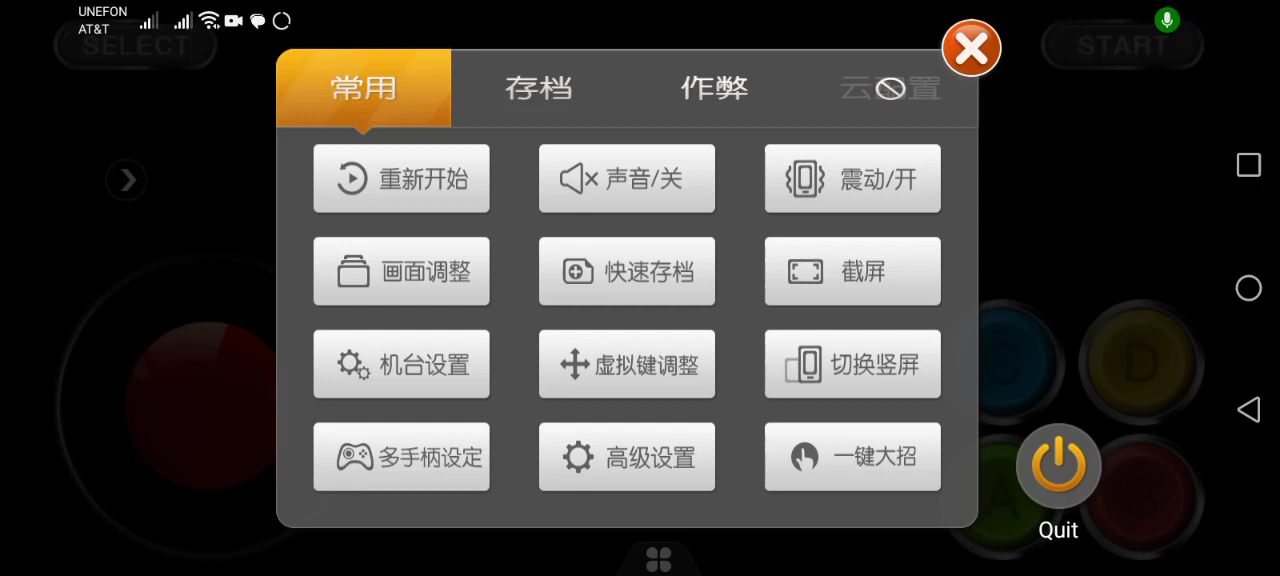 UNEFON
AT&T
SELECT
START
常用
存档
作弊
云配置
重新开始
声音/关
震动/开
画面调整
快速存档
截屏
机台设置
虚拟键调整
切换竖屏
多手柄设定
高级设置
一键大招
C
D
A
B
Quit